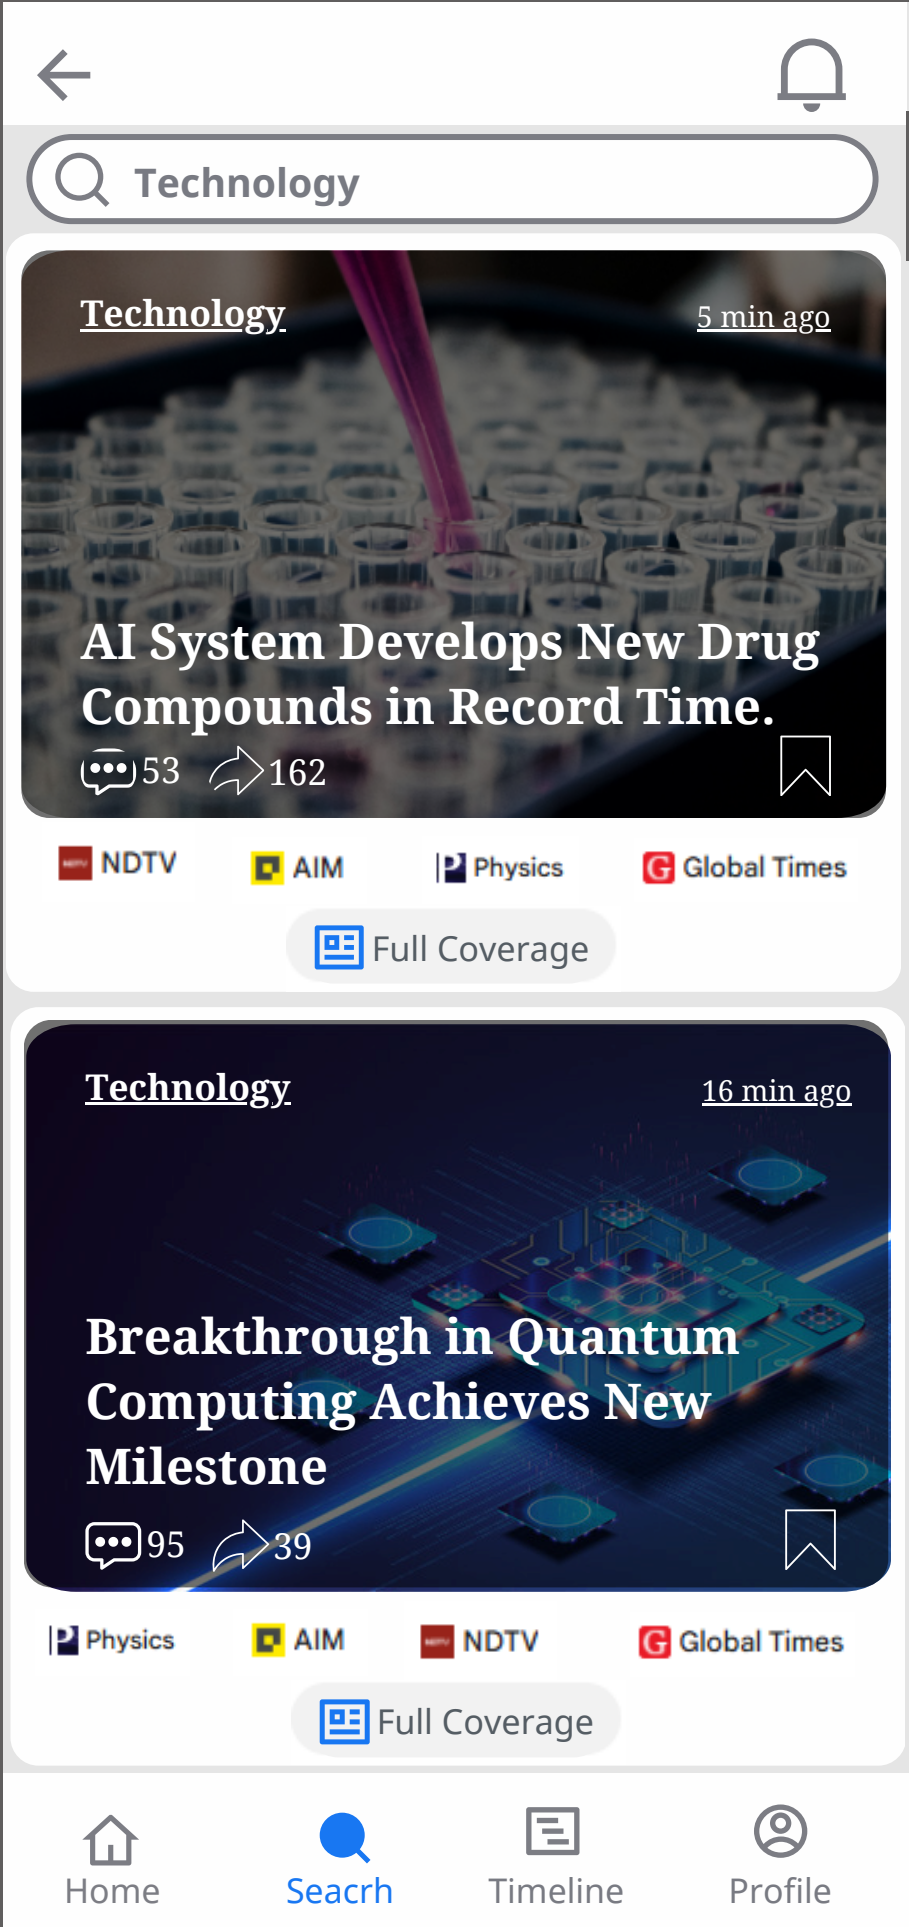 Technology
Technology
5 min ago
AI System Develops New Drug
Compounds in Record Time.
53
162
NDTV
AIM
Physics
Global Times
Full Coverage
Technology
16 min ago
Breakthrough in Quantum
Computing Achieves New
Milestone
95
39
Physics
AIM
NDTV
Global Times
Full Coverage
Home
Seacrh
Timeline
Profile